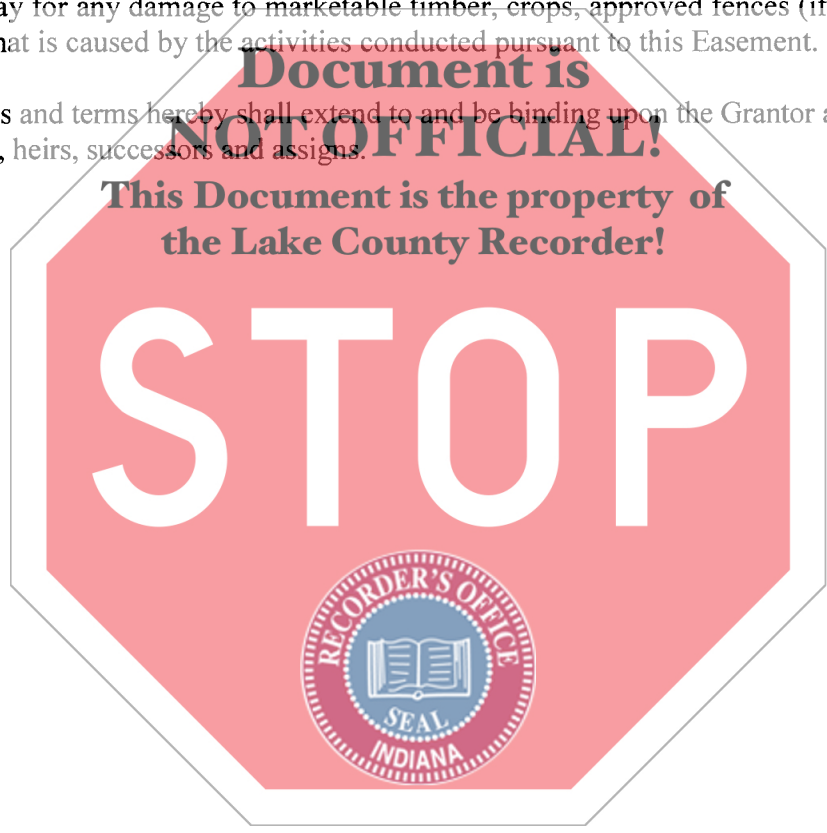 ay for any damage to marketable timber, crops, approved fences (if
hat is caused by the activities conducted pursuant to this Easement.
Document is
s and terms hereby shall extend to and be binding upon the Grantor a
NOT OFFICIAL!
, heirs, successors and assigns.
This Document is the property of
the Lake County Recorder!
STOP
RECORDER'S OFFICE
SEAL
INDIANA